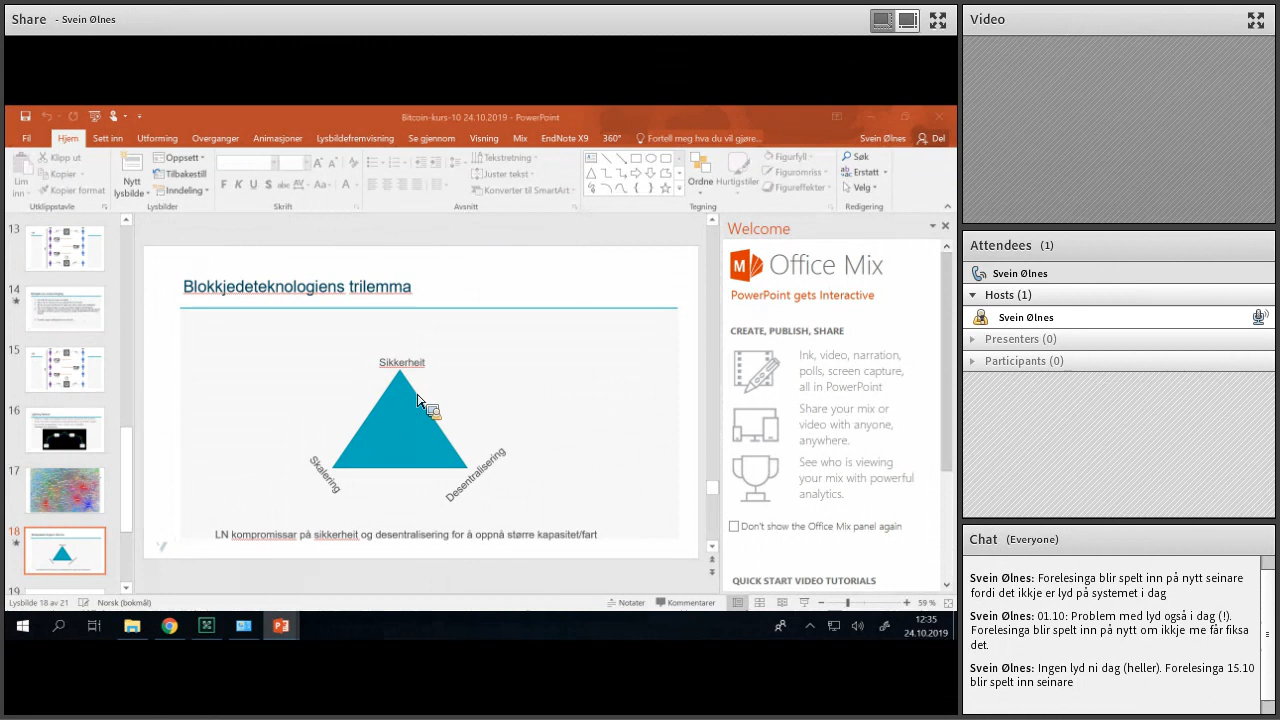 Share - Svein Ølnes
Video
Bitcoin-kurs-10 24.10.2019 - PowerPoint
Fil Hjem Sett inn Utforming Overganger Animasjoner Lysbildefremvisning Se gjennom Visning Mix EndNote X9 360° Fortell meg hva du vil gjøre... Svein Ølnes Del
Lim inn
Klipp ut
Kopier
Kopier format
Utklippstavle
Nytt lysbilde
Oppsett
Tilbakestill
Inndeling
Lysbilder
F K U S abc AV Aa A
Skrift
Tekstretning
Juster tekst
Konverter til SmartArt
Avsnitt
Ordne Hurtigstiler
Figurfyll
Figuromriss
Figureffekter
Tegning
Søk
Erstatt
Velg
Redigering
13
14
15
16
17
18
19
Blokkjedeteknologiens trilemma
Sikkerheit
Skalering
Desentralisering
LN kompromissar på sikkerheit og desentralisering for å oppnå større kapasitet/fart
Welcome
Office Mix
PowerPoint gets Interactive
CREATE, PUBLISH, SHARE
Ink, video, narration,
polls, screen capture,
all in PowerPoint
Share your mix or
video with anyone,
anywhere.
See who is viewing
your mix with powerful
analytics.
Don't show the Office Mix panel again
QUICK START VIDEO TUTORIALS
Lysbilde 18 av 21 Norsk (bokmål) Notater Kommentarer 59 %
12:35
24.10.2019
Attendees (1)
Svein Ølnes
Hosts (1)
Svein Ølnes
Presenters (0)
Participants (0)
Chat (Everyone)
Svein Ølnes: Forelesinga blir spelt inn på nytt seinare
fordi det ikkje er lyd på systemet i dag
Svein Ølnes: 01.10: Problem med lyd også i dag (!).
Forelesinga blir spelt inn på nytt om ikkje me får fiksa
det.
Svein Ølnes: Ingen lyd ni dag (heller). Forelesinga 15.10
blir spelt inn seinare